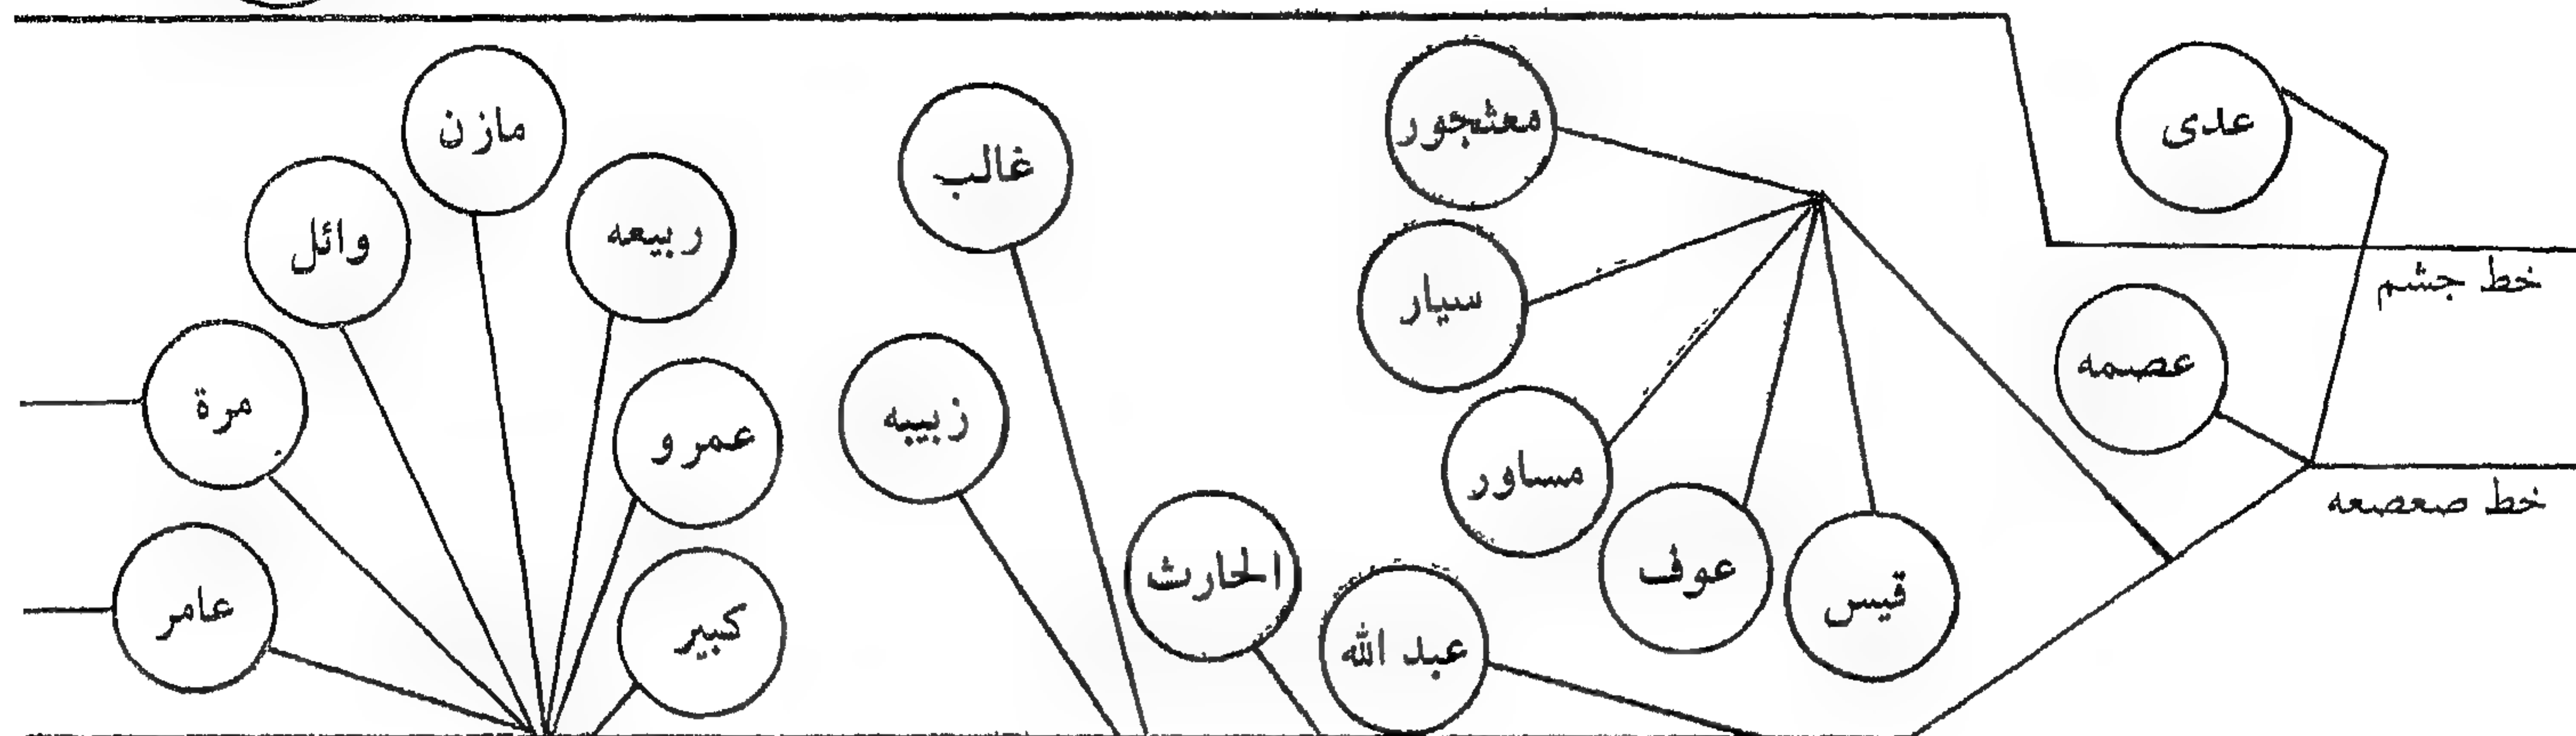 عدى
خط جشم
عصمه
خط صعصعه
معثجور
سيار
مساور
عوف
قيس
عبد الله
الحارث
غالب
زبيبه
ربيعه
مازن
وائل
عمرو
مرة
كبير
عامر